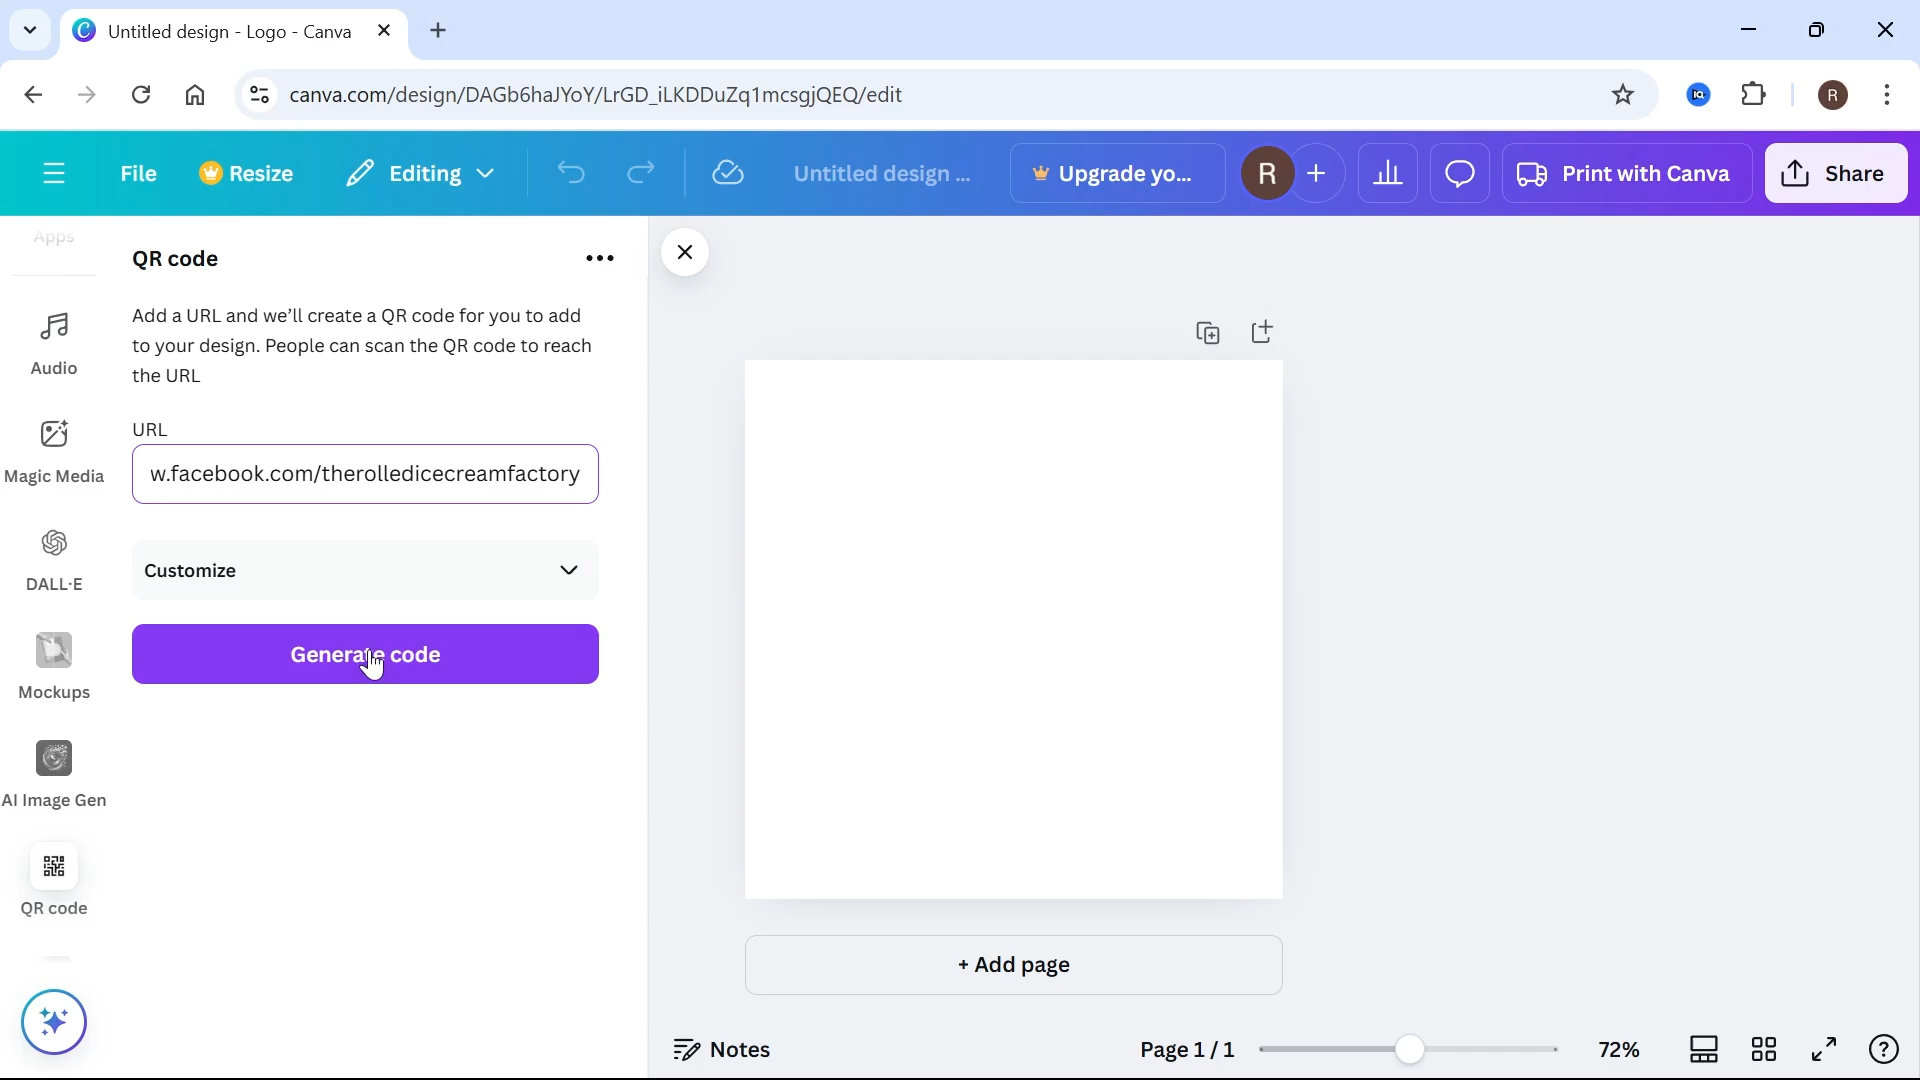 Untitled design - Logo - Canva
canva.com/design/DAGb6haJYoY/LrGD_iLKDDuZq1mcsgjQEQ/edit
R
File
Resize
Editing
Untitled design ...
Upgrade yo...
R
Print with Canva
Share
Apps
Audio
Magic Media
DALL·E
Mockups
AI Image Gen
QR code
QR code
Add a URL and we'll create a QR code for you to add
to your design. People can scan the QR code to reach
the URL
URL
w.facebook.com/therolledicecreamfactory
Customize
Generate code
+ Add page
Notes
Page 1 / 1
72%